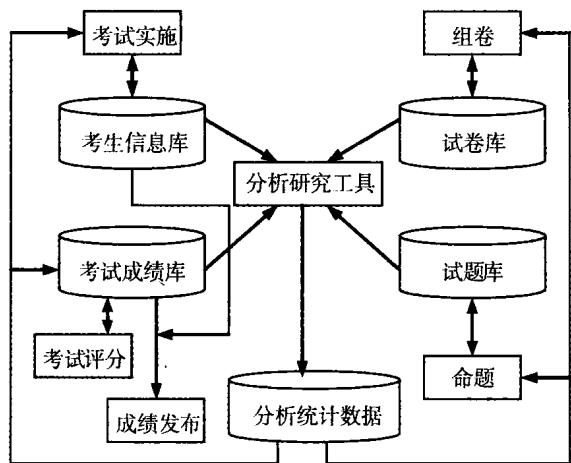 考试实施
组卷
考生信息库
试卷库
分析研究工具
考试成绩库
试题库
考试评分
命题
成绩发布
分析统计数据